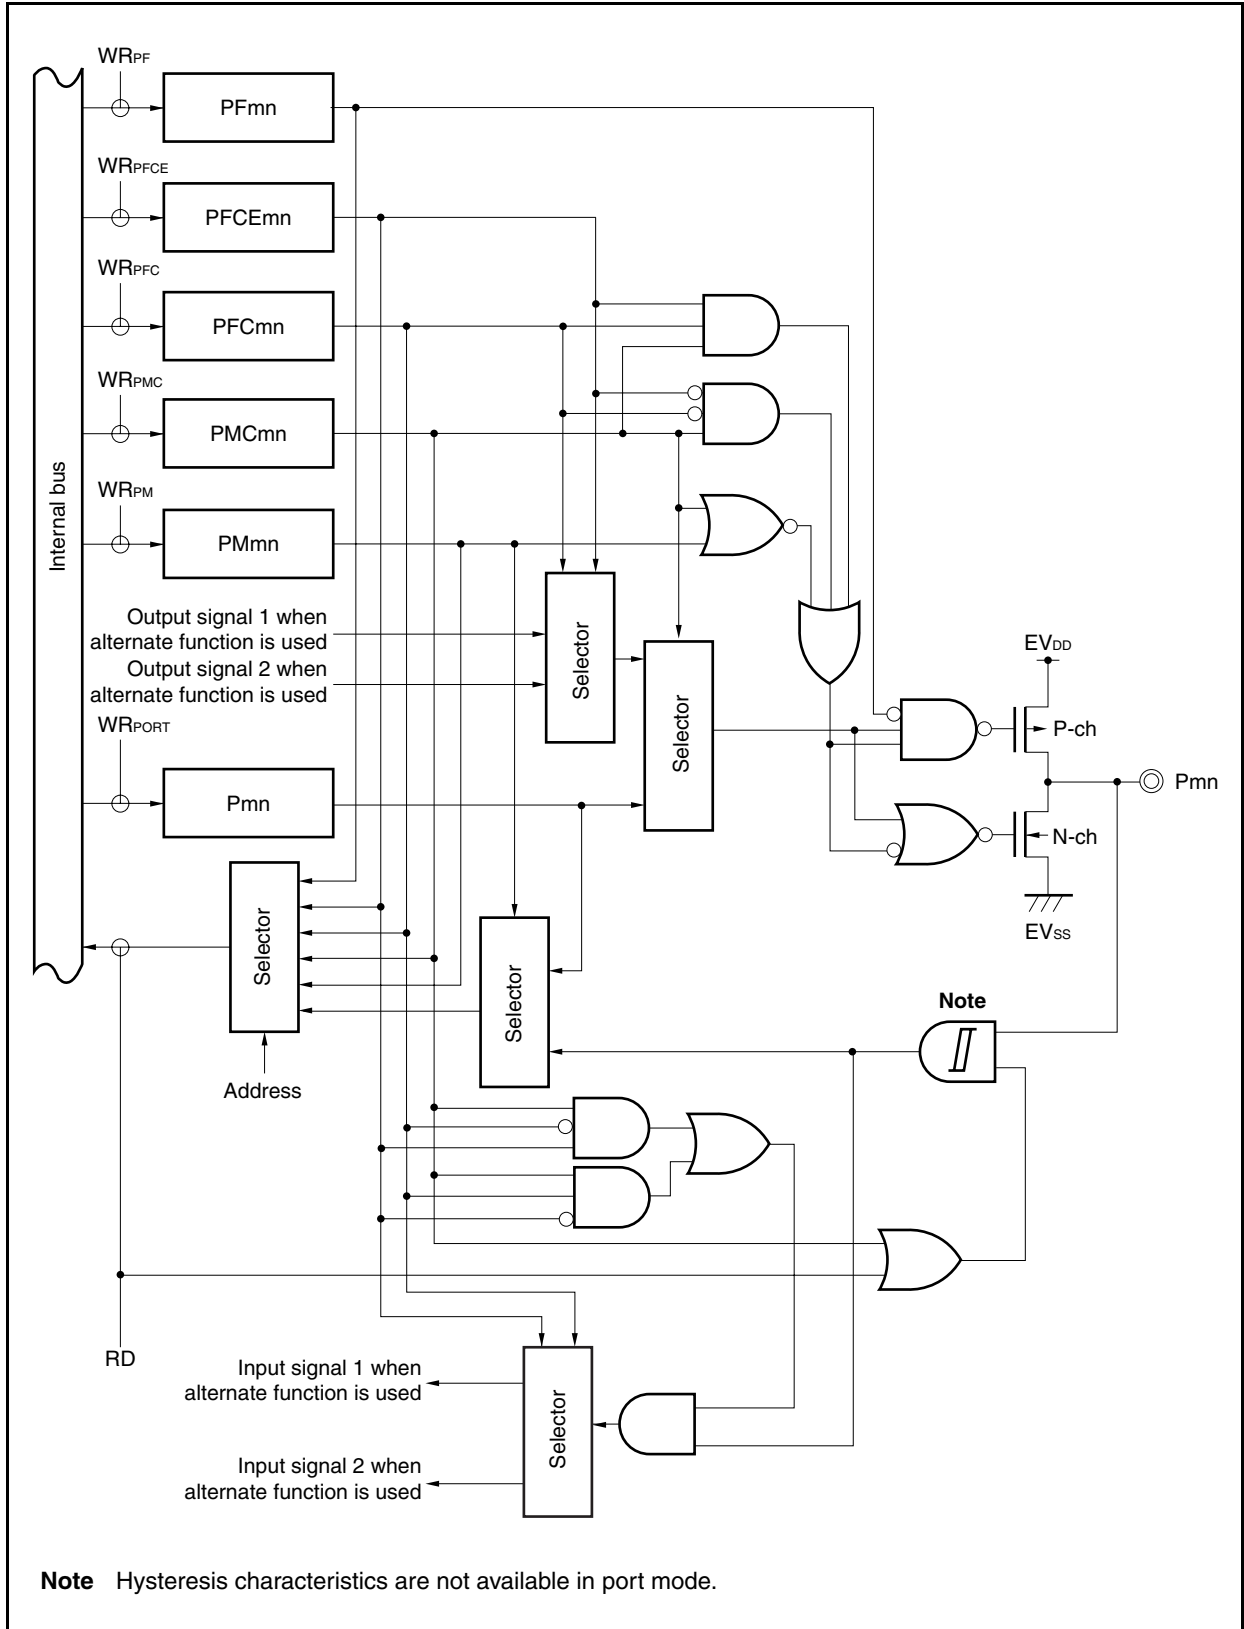 WRPF
PFmn
WRPFCE
PFCEmn
WRPFC
PFCmn
WRPMC
PMCmn
WRPM
PMmn
Internal bus
Output signal 1 when
alternate function is used
Output signal 2 when
alternate function is used
Selector
Selector
WRPORT
Pmn
EVDD
P-ch
Pmn
N-ch
EVSS
Selector
Selector
Address
Note
RD
Input signal 1 when
alternate function is used
Input signal 2 when
alternate function is used
Selector
Note Hysteresis characteristics are not available in port mode.